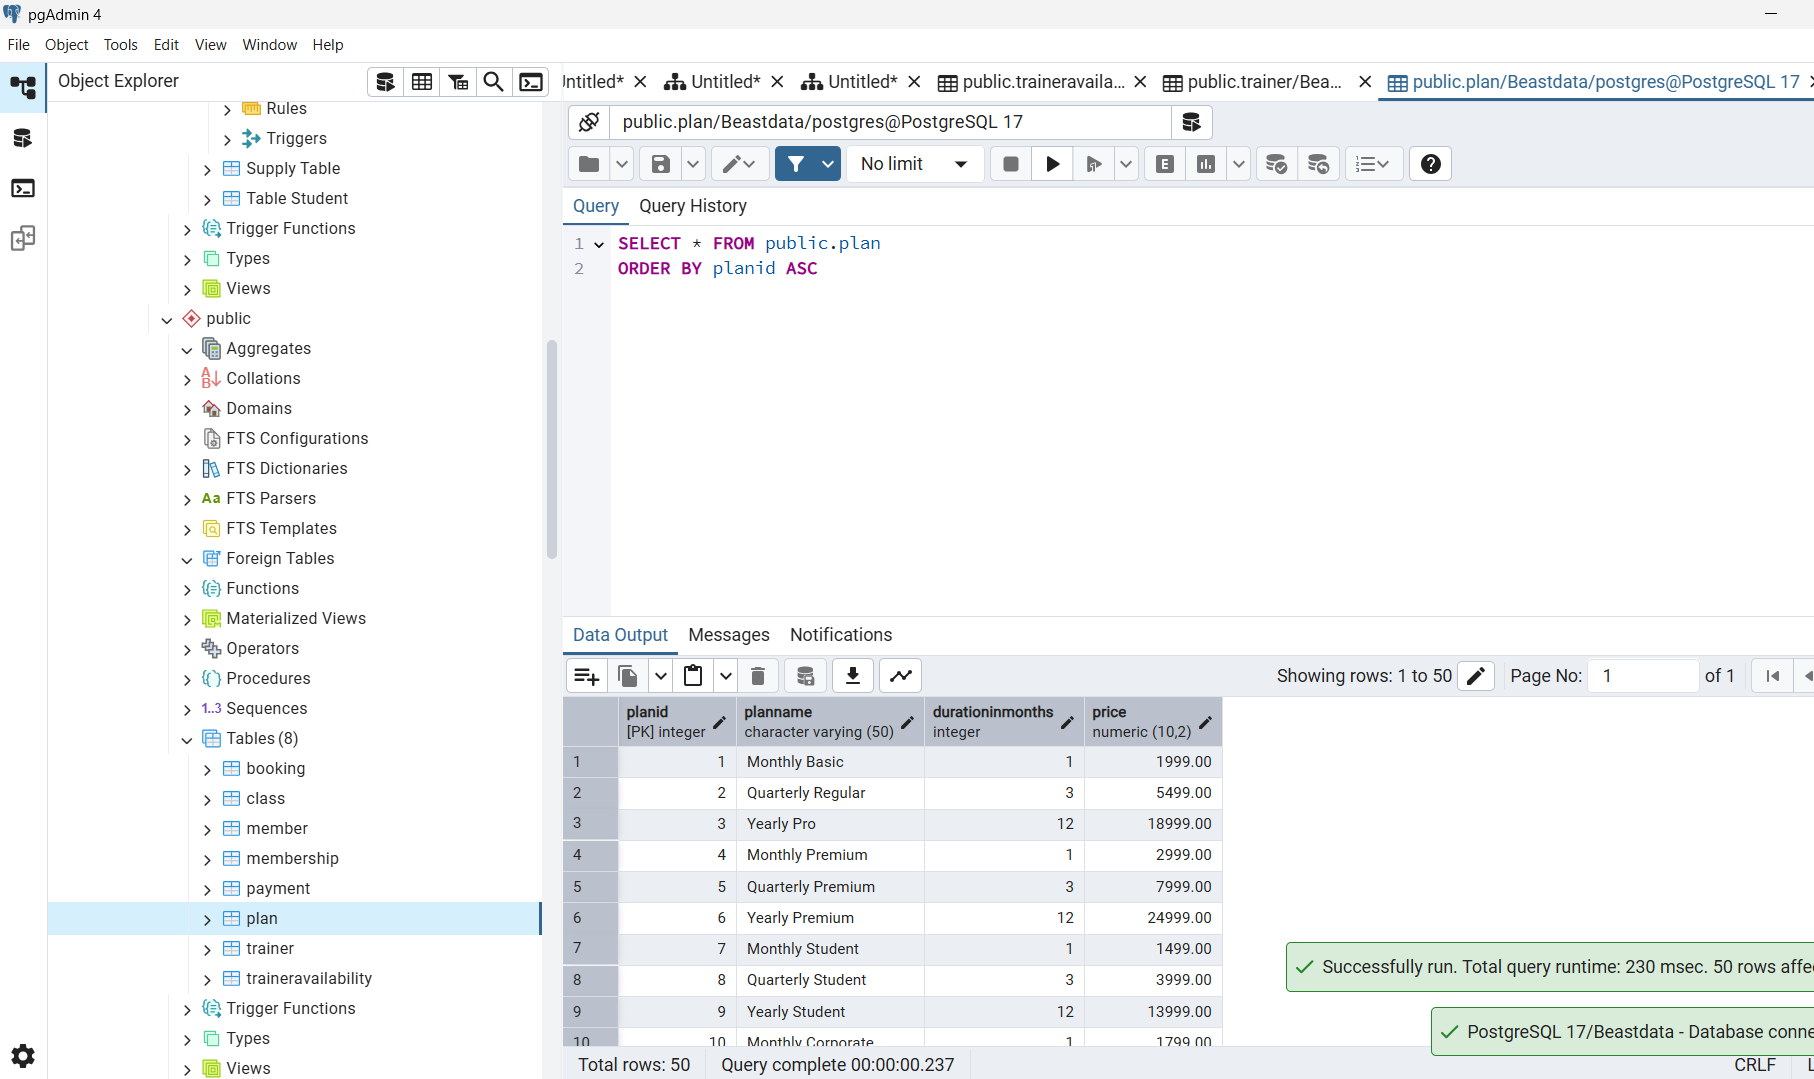 pgAdmin 4
File Object Tools Edit View Window Help
Object Explorer
Rules
Triggers
Supply Table
Table Student
Trigger Functions
Types
Views
public
Aggregates
Collations
Domains
FTS Configurations
FTS Dictionaries
Aa FTS Parsers
FTS Templates
Foreign Tables
Functions
Materialized Views
Operators
Procedures
1..3 Sequences
Tables (8)
booking
class
member
membership
payment
plan
trainer
traineravailability
Trigger Functions
Types
Views
Untitled* Untitled* Untitled* public.traineravaila... public.trainer/Bea... public.plan/Beastdata/postgres@PostgreSQL 17
public.plan/Beastdata/postgres@PostgreSQL 17
No limit E
Query Query History
1 SELECT * FROM public.plan
2 ORDER BY planid ASC
Data Output Messages Notifications
Showing rows: 1 to 50 Page No: 1 of 1
planid planname durationinmonths price
[PK] integer character varying (50) integer numeric (10,2)
1 1 Monthly Basic 1 1999.00
2 2 Quarterly Regular 3 5499.00
3 3 Yearly Pro 12 18999.00
4 4 Monthly Premium 1 2999.00
5 5 Quarterly Premium 3 7999.00
6 6 Yearly Premium 12 24999.00
7 7 Monthly Student 1 1499.00
8 8 Quarterly Student 3 3999.00
9 9 Yearly Student 12 13999.00
10 10 Monthly Corporate 1 1799.00
Successfully run. Total query runtime: 230 msec. 50 rows affe
PostgreSQL 17/Beastdata - Database conne
Total rows: 50 Query complete 00:00:00.237 CRLF